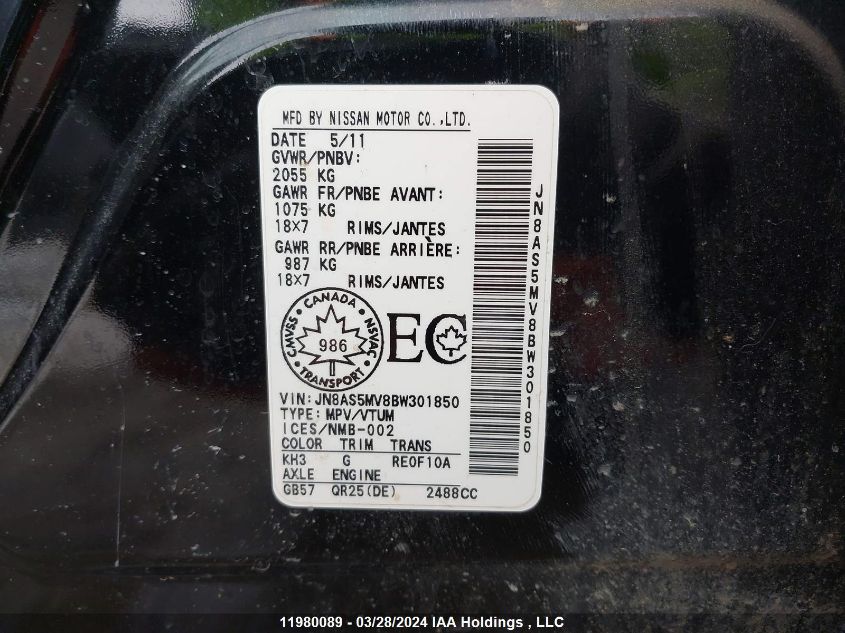 MFD BY NISSAN MOTOR CO.,LTD.
DATE 5/11
GVWR/PNBV:
2055 KG
GAWR FR/PNBE AVANT:
1075 KG
18X7 RIMS/JANTES
GAWR RR/PNBE ARRIÈRE:
987 KG
18X7 RIMS/JANTES
CANADA
CMVSS
NSVAC
986
TRANSPORT
EC
VIN:JN8AS5MV8BW301850
TYPE:MPV/VTUM
ICES/NMB-002
COLOR TRIM TRANS
KH3 G RE0F10A
AXLE ENGINE
GB57 QR25(DE) 2488CC
JN8AS5MV8BW301850
11980089 - 03/28/2024 IAA Holdings , LLC